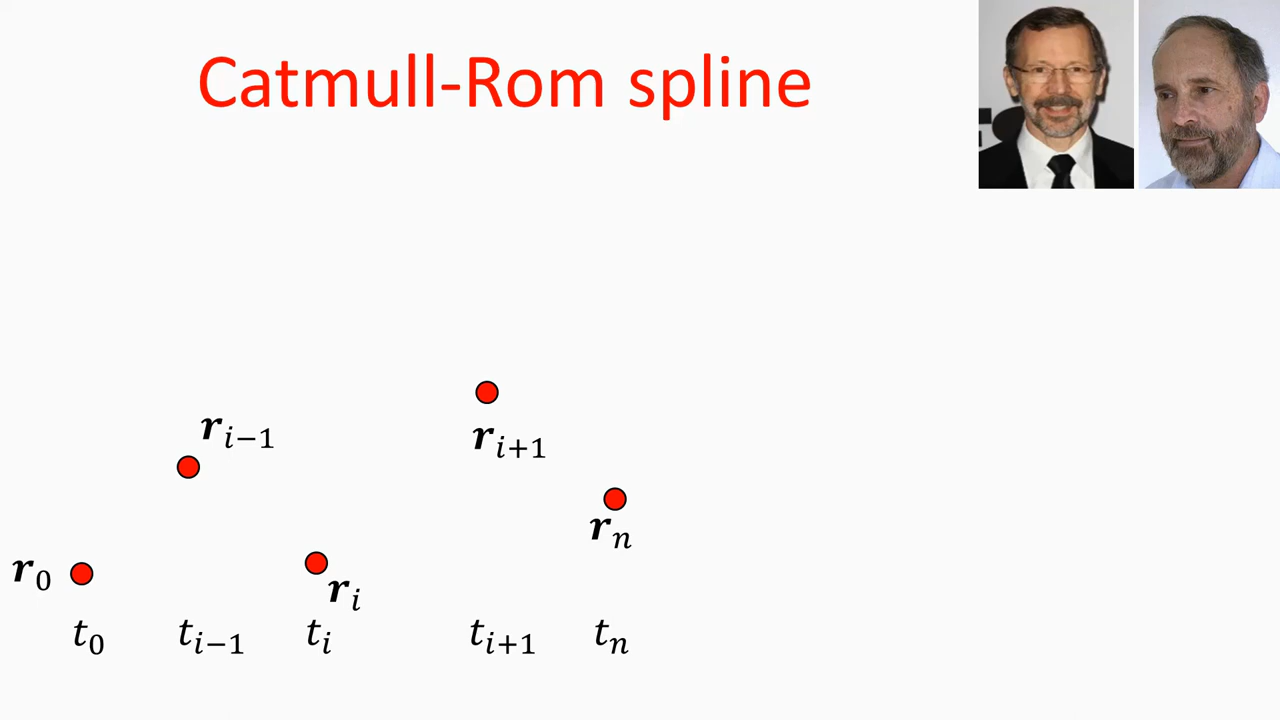 Catmull-Rom spline
r_{i+1}
r_{i−1}
r_n
r_0
r_i
t_0 t_{i−1} t_i t_{i+1} t_n